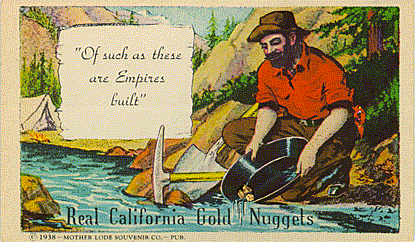 "Of such as these
are Empires
built"
Real California Gold Nuggets
© 1938 - MOTHER LODE SOUVENIR CO. - PUB.